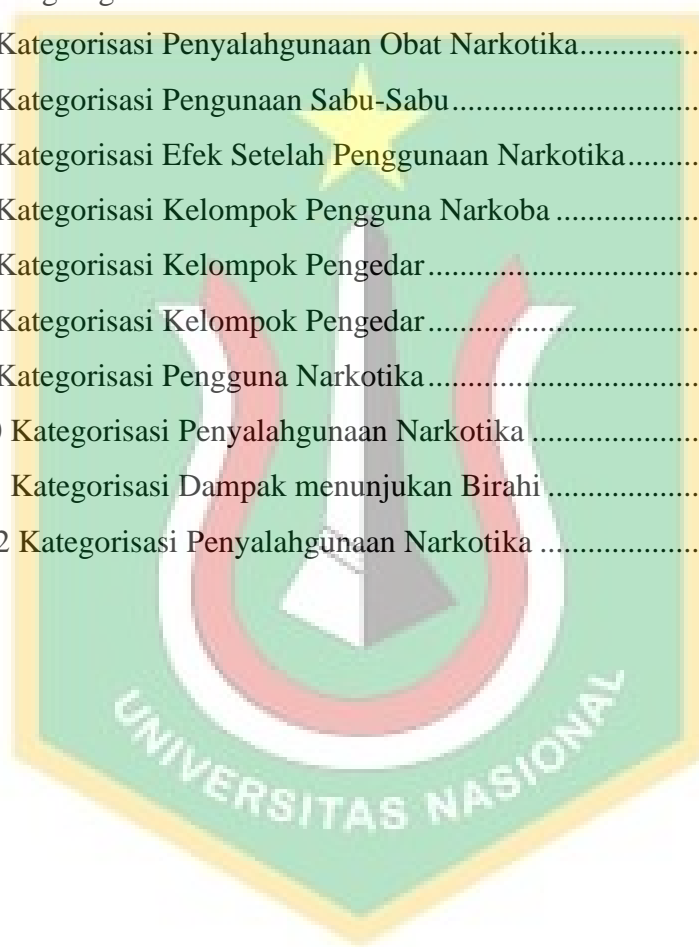 Kategorisasi Penyalahgunaan Obat Narkotika...............
Kategorisasi Pengunaan Sabu-Sabu...............................
Kategorisasi Efek Setelah Penggunaan Narkotika.........
Kategorisasi Kelompok Pengguna Narkoba ..................
Kategorisasi Kelompok Pengedar..................................
Kategorisasi Kelompok Pengedar..................................
Kategorisasi Pengguna Narkotika..................................
Kategorisasi Penyalahgunaan Narkotika .....................
Kategorisasi Dampak menunjukan Birahi ...................
2 Kategorisasi Penyalahgunaan Narkotika ....................
UNIVERSITAS NASIONAL